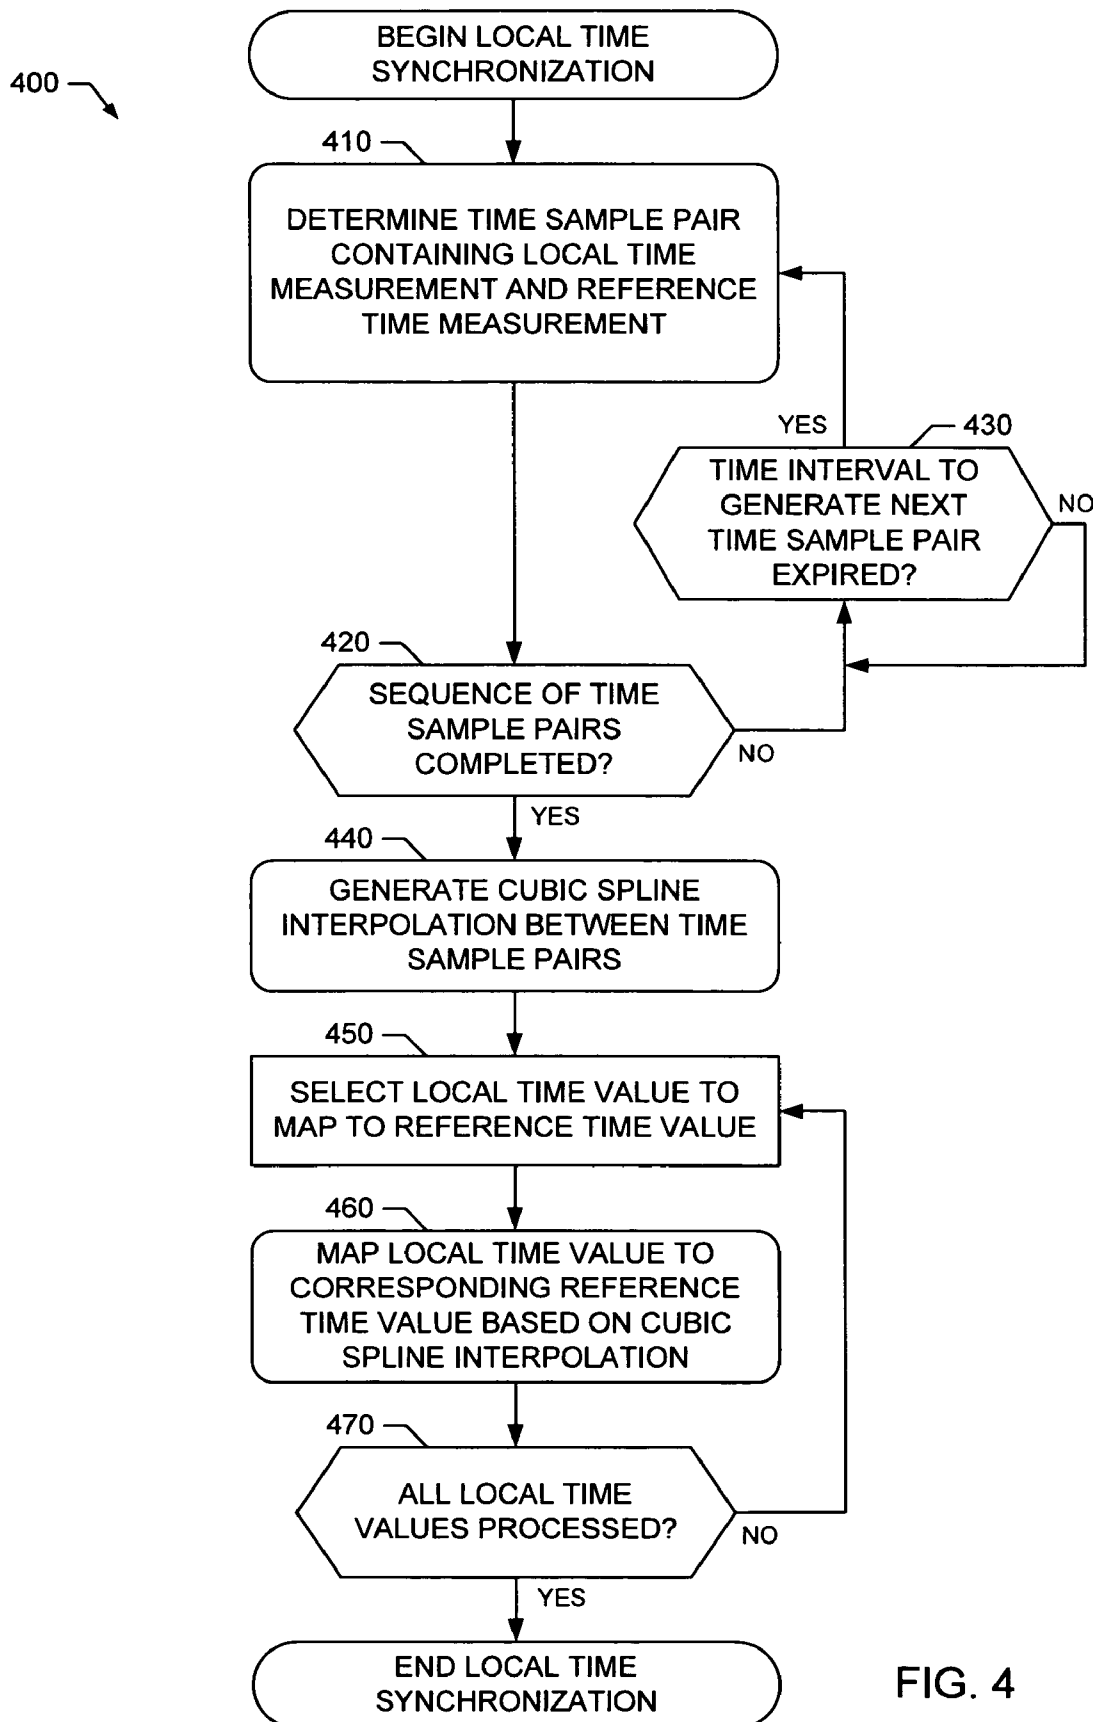 BEGIN LOCAL TIME
SYNCHRONIZATION
400
410
DETERMINE TIME SAMPLE PAIR
CONTAINING LOCAL TIME
MEASUREMENT AND REFERENCE
TIME MEASUREMENT
YES
430
TIME INTERVAL TO
GENERATE NEXT
TIME SAMPLE PAIR
EXPIRED?
NO
420
SEQUENCE OF TIME
SAMPLE PAIRS
COMPLETED?
NO
YES
440
GENERATE CUBIC SPLINE
INTERPOLATION BETWEEN TIME
SAMPLE PAIRS
450
SELECT LOCAL TIME VALUE TO
MAP TO REFERENCE TIME VALUE
460
MAP LOCAL TIME VALUE TO
CORRESPONDING REFERENCE
TIME VALUE BASED ON CUBIC
SPLINE INTERPOLATION
470
ALL LOCAL TIME
VALUES PROCESSED?
NO
YES
END LOCAL TIME
SYNCHRONIZATION
FIG. 4